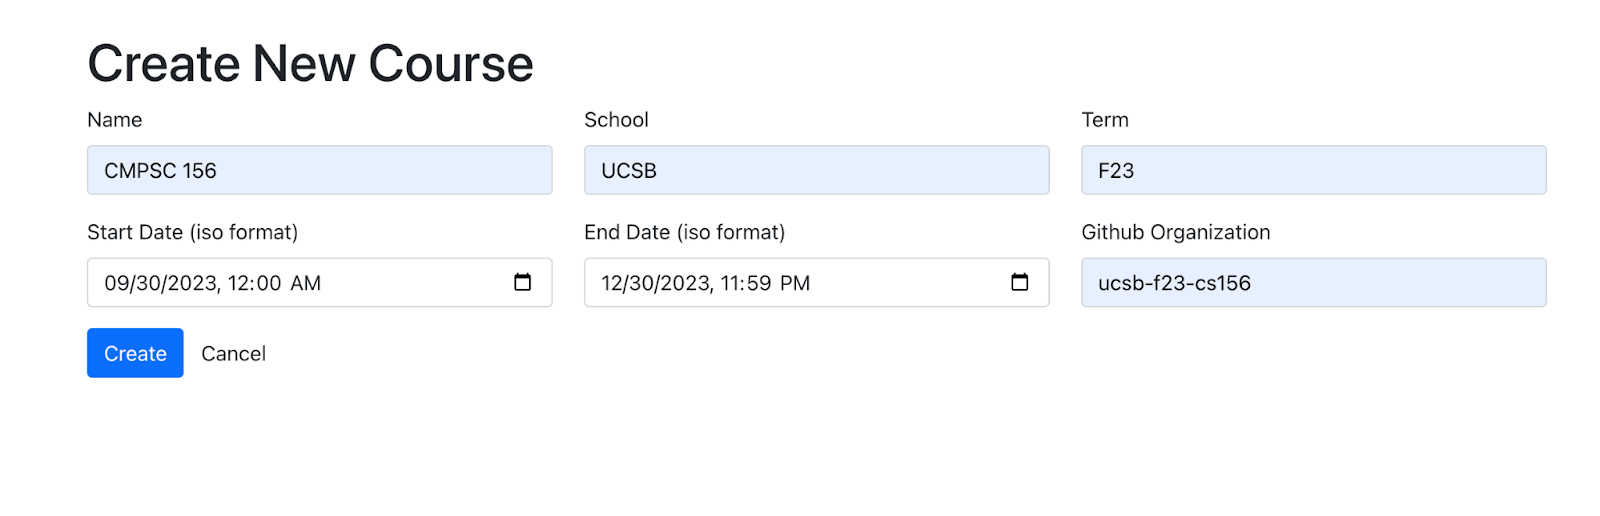 Create New Course
Name School Term
CMPSC 156 UCSB F23
Start Date (iso format) End Date (iso format) Github Organization
09/30/2023, 12:00 AM 12/30/2023, 11:59 PM ucsb-f23-cs156
Create Cancel